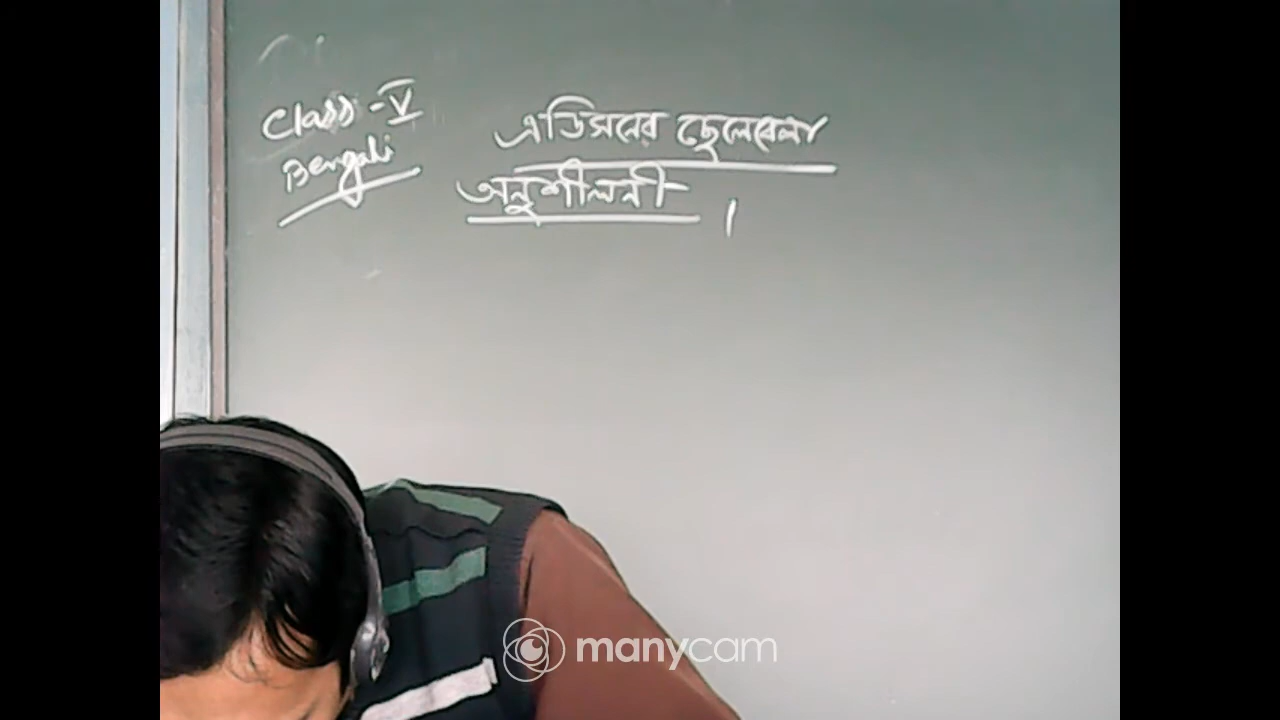 Class - V
Bengali
এডিসনের ছেলেবেলা
অনুশীলনী
।
manycam